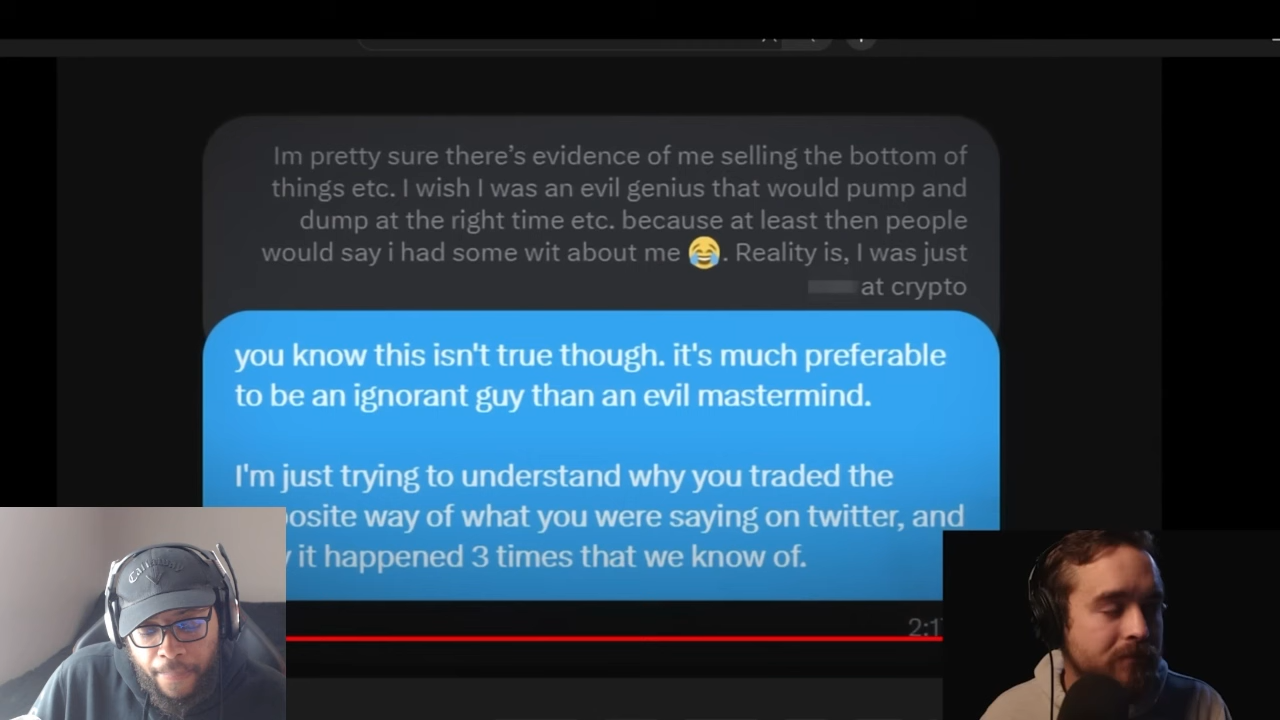 Im pretty sure there’s evidence of me selling the bottom of
things etc. I wish I was an evil genius that would pump and
dump at the right time etc. because at least then people
would say i had some wit about me 😂. Reality is, I was just
at crypto
you know this isn't true though. it's much preferable
to be an ignorant guy than an evil mastermind.
I'm just trying to understand why you traded the
posite way of what you were saying on twitter, and
it happened 3 times that we know of.
2:1